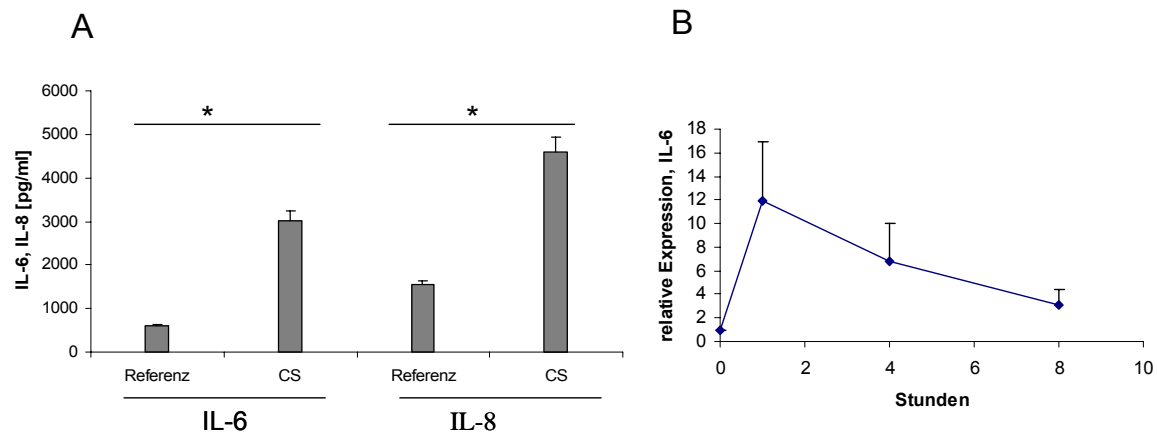 A
IL-6, IL-8 [pg/ml]
6000
5000
4000
3000
2000
1000
0
*
*
Referenz CS Referenz CS
IL-6 IL-8
B
relative Expression, IL-6
18
16
14
12
10
8
6
4
2
0
0 2 4 6 8 10
Stunden